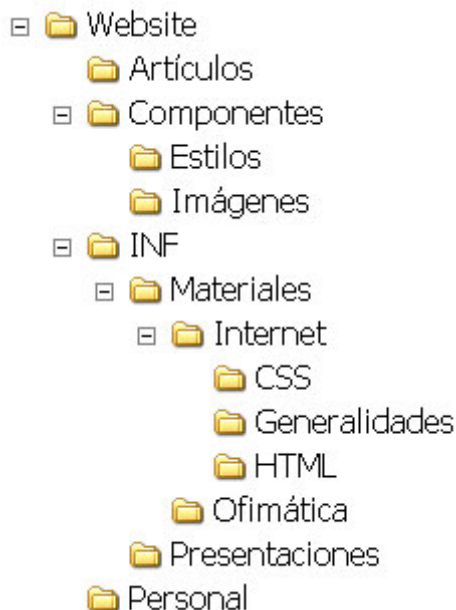 Website
Artículos
Componentes
Estilos
Imágenes
INF
Materiales
Internet
CSS
Generalidades
HTML
Ofimática
Presentaciones
Personal